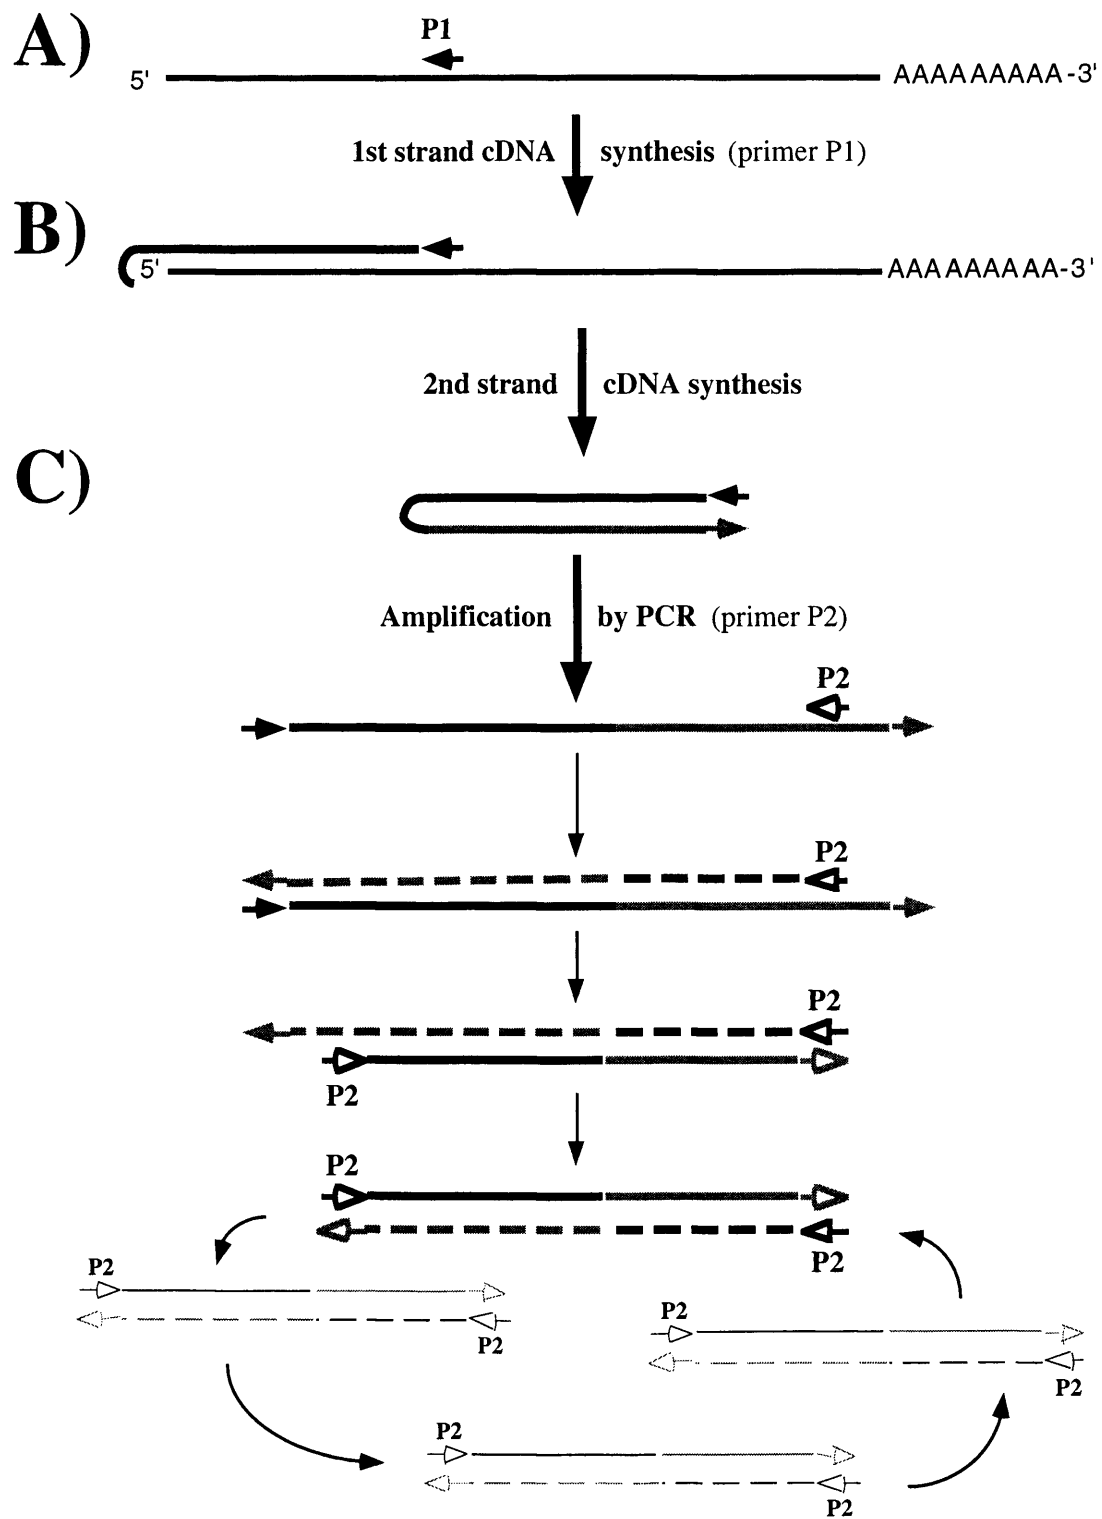 A)
P1
5' AAAAAAAAA-3'
1st strand cDNA synthesis (primer P1)
B)
5' AAAAAAAAA-3'
2nd strand cDNA synthesis
C)
Amplification by PCR (primer P2)
P2
P2
P2
P2
P2
P2
P2
P2
P2
P2
P2
P2